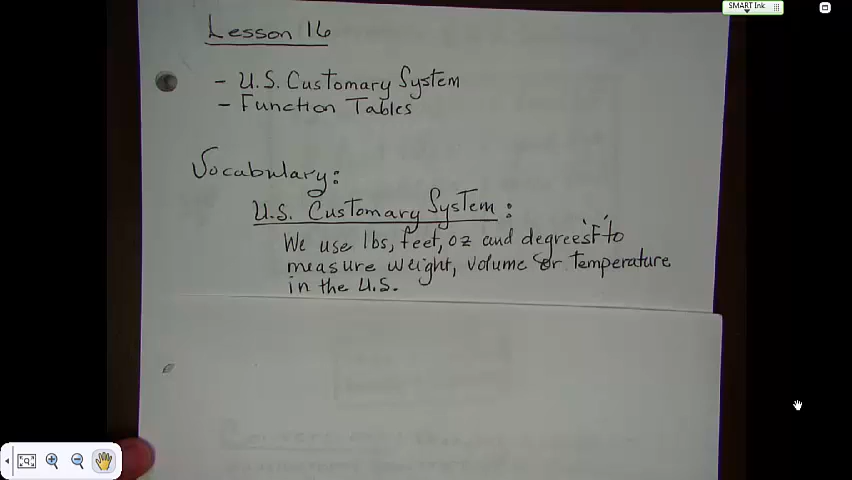 SMART Ink
Lesson 16
- U.S. Customary System
- Function Tables
Vocabulary:
U.S. Customary System:
We use lbs, feet, oz and degrees 'F' to
measure weight, volume or temperature
in the U.S.